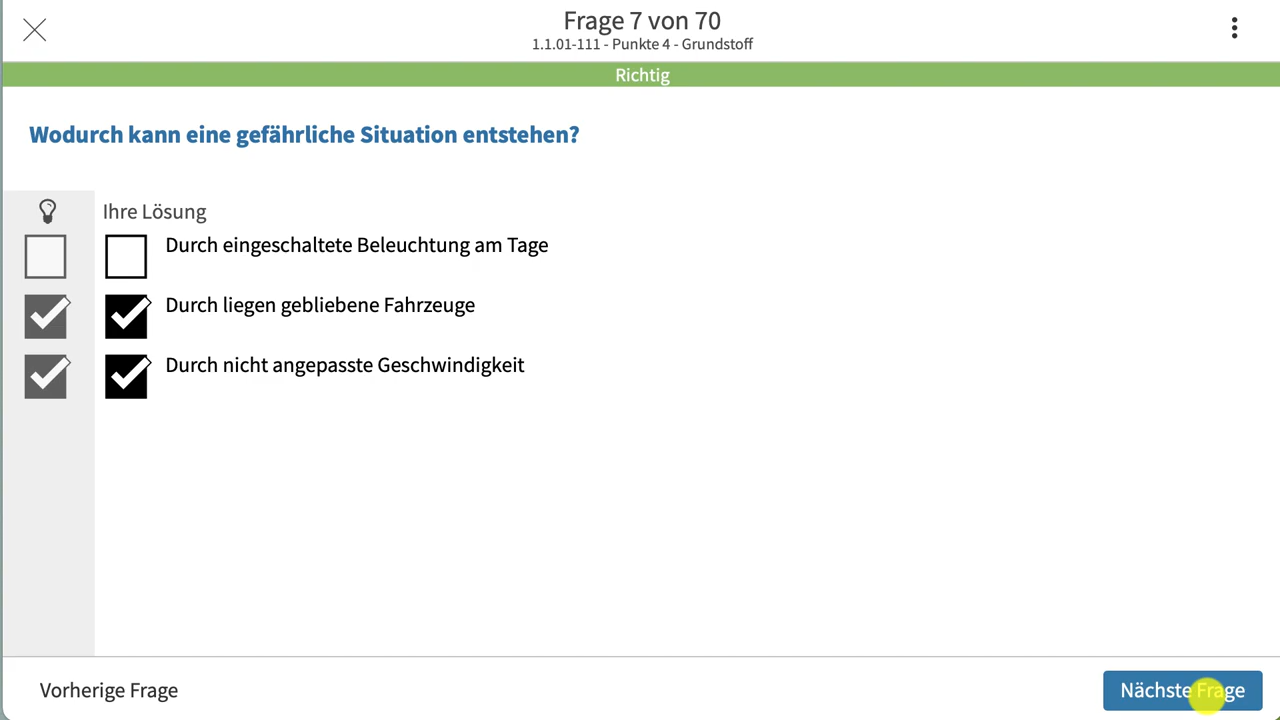 Frage 7 von 70
1.1.01-111 - Punkte 4 - Grundstoff
Richtig
Wodurch kann eine gefährliche Situation entstehen?
Ihre Lösung
Durch eingeschaltete Beleuchtung am Tage
Durch liegen gebliebene Fahrzeuge
Durch nicht angepasste Geschwindigkeit
Vorherige Frage
Nächste Frage